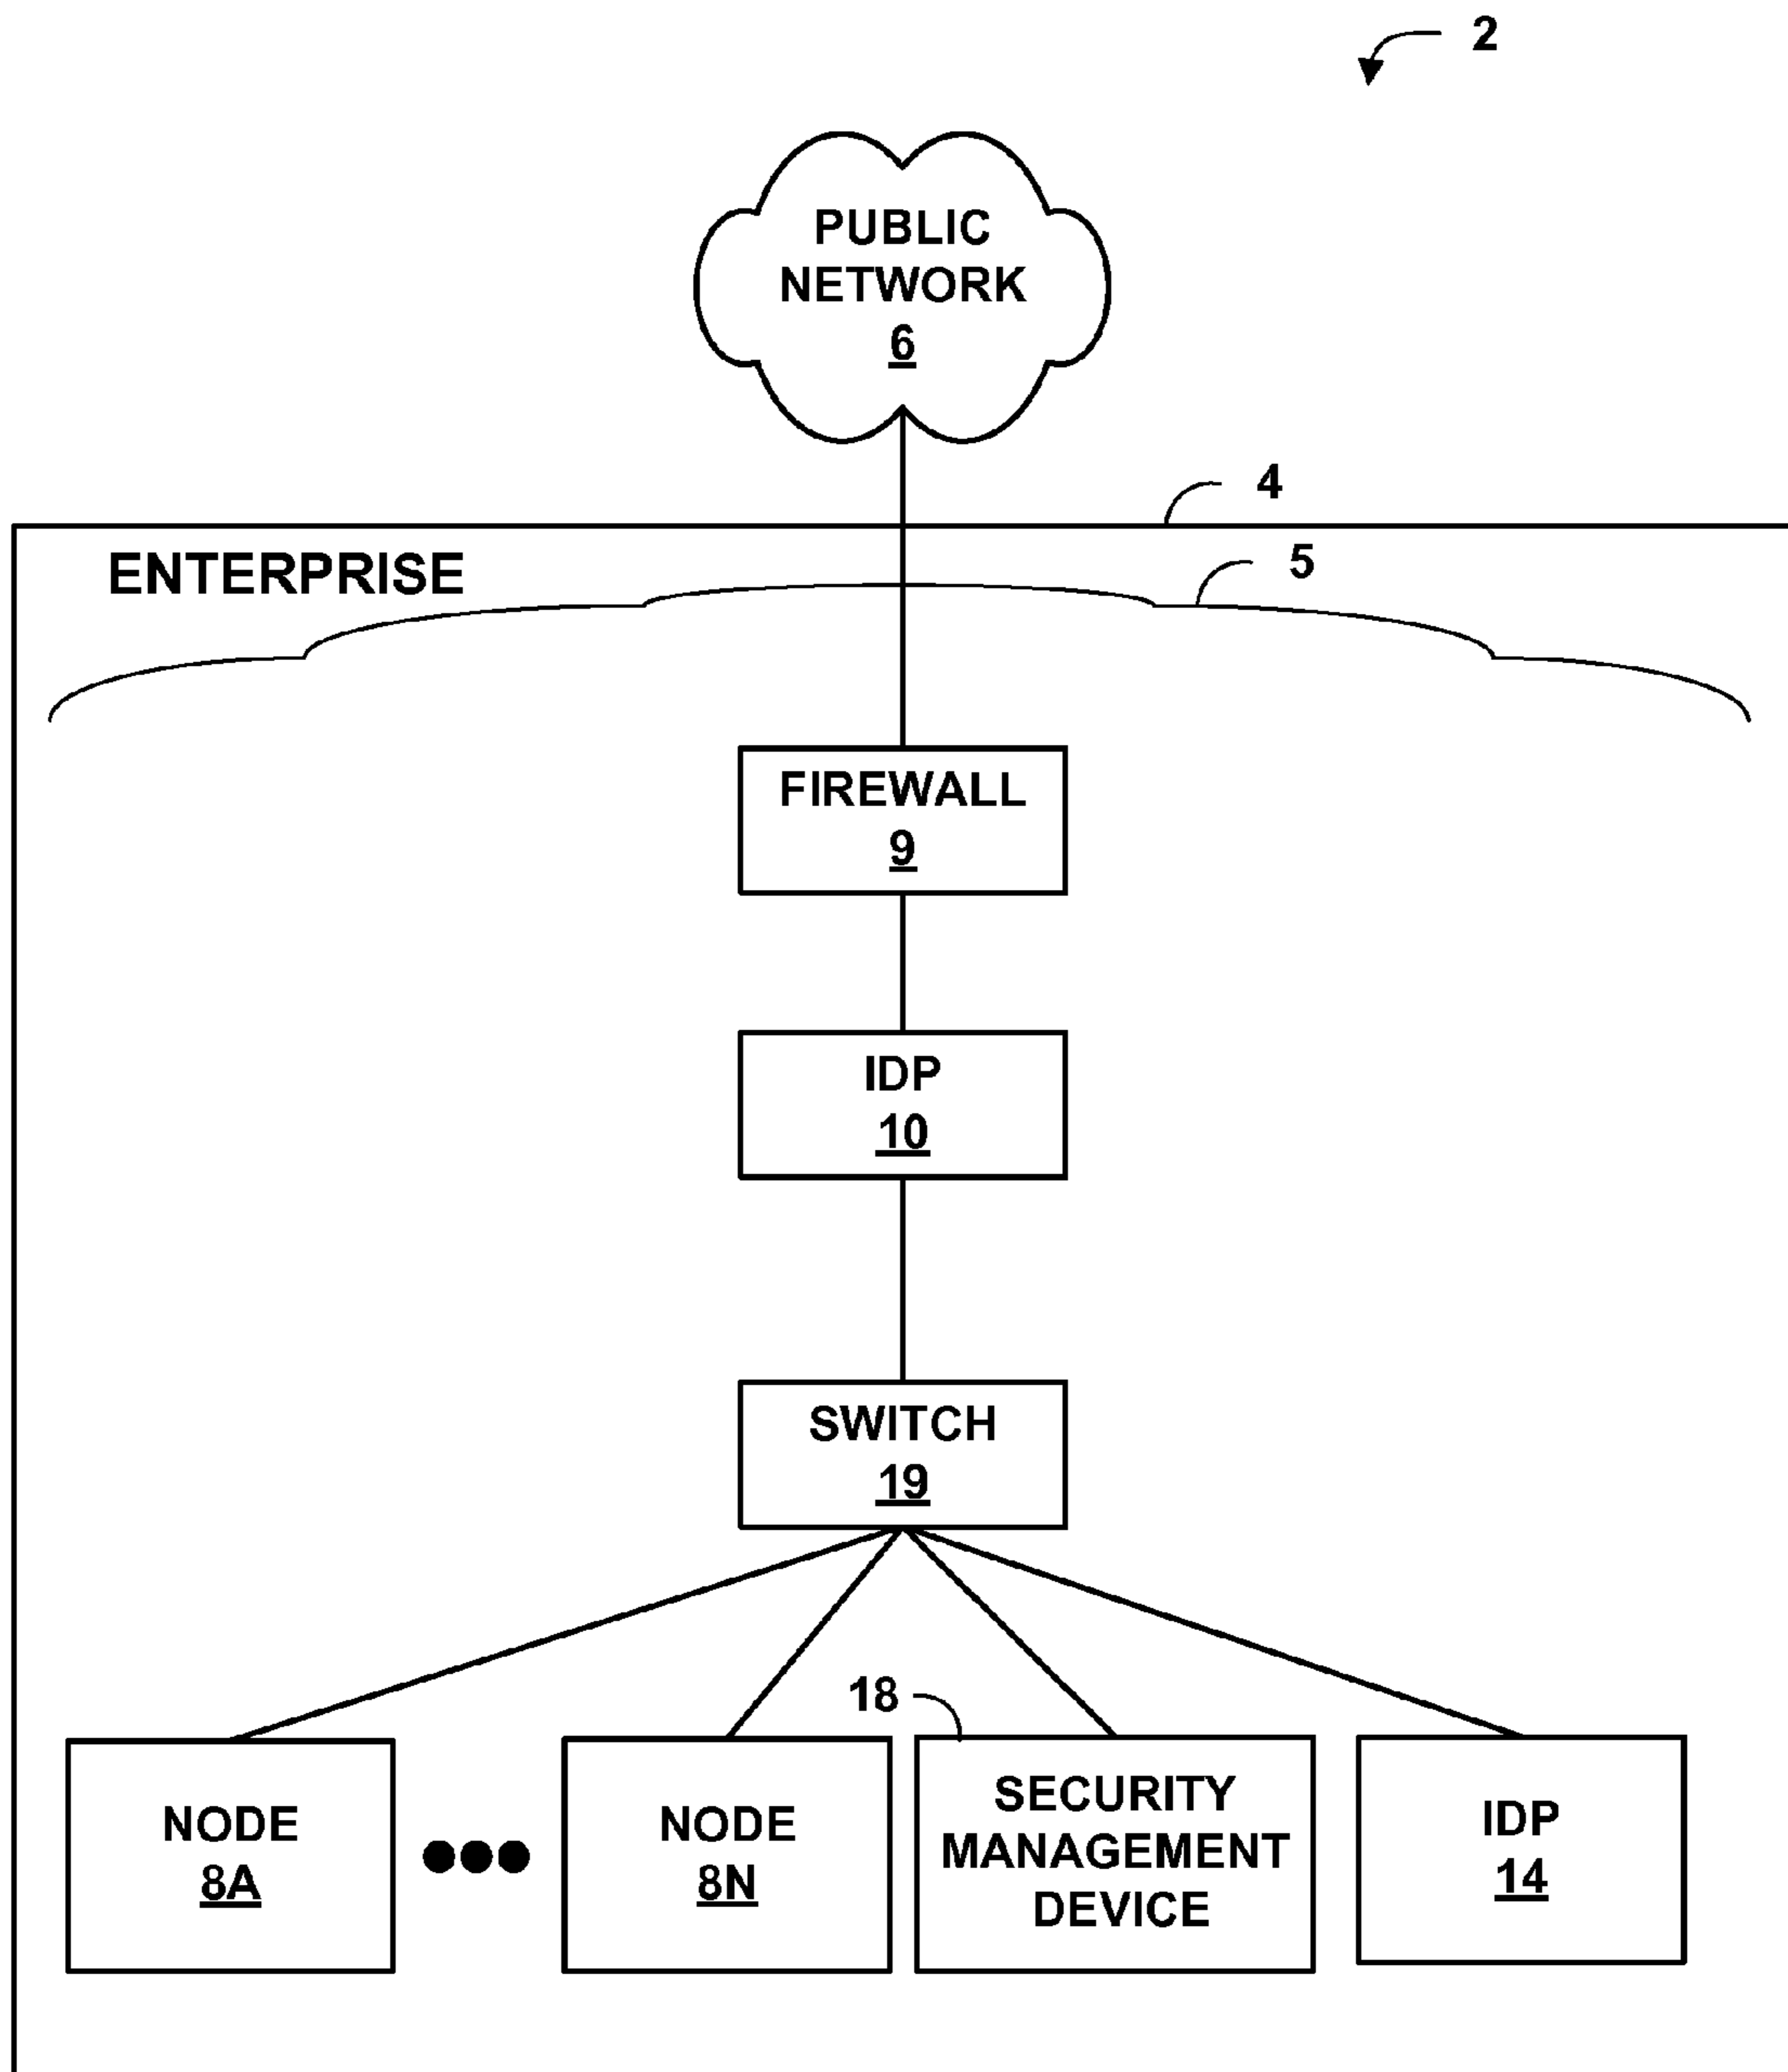 2
PUBLIC
NETWORK
6
4
ENTERPRISE
5
FIREWALL
9
IDP
10
SWITCH
19
18
NODE
8A
NODE
8N
SECURITY
MANAGEMENT
DEVICE
IDP
14